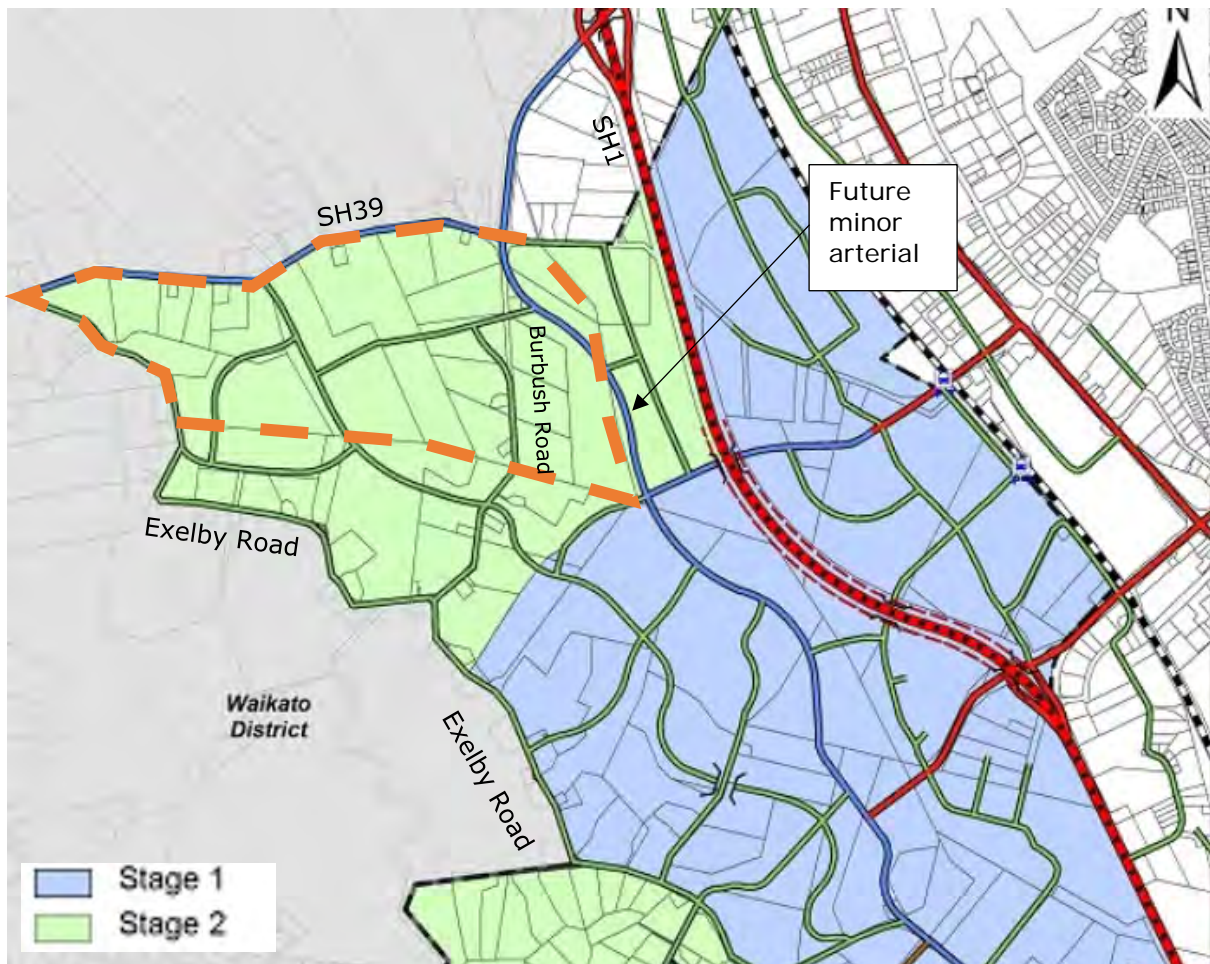 N
SH1
Future
minor
arterial
SH39
Burbush Road
Exelby Road
Waikato
District
Exelby Road
Stage 1
Stage 2